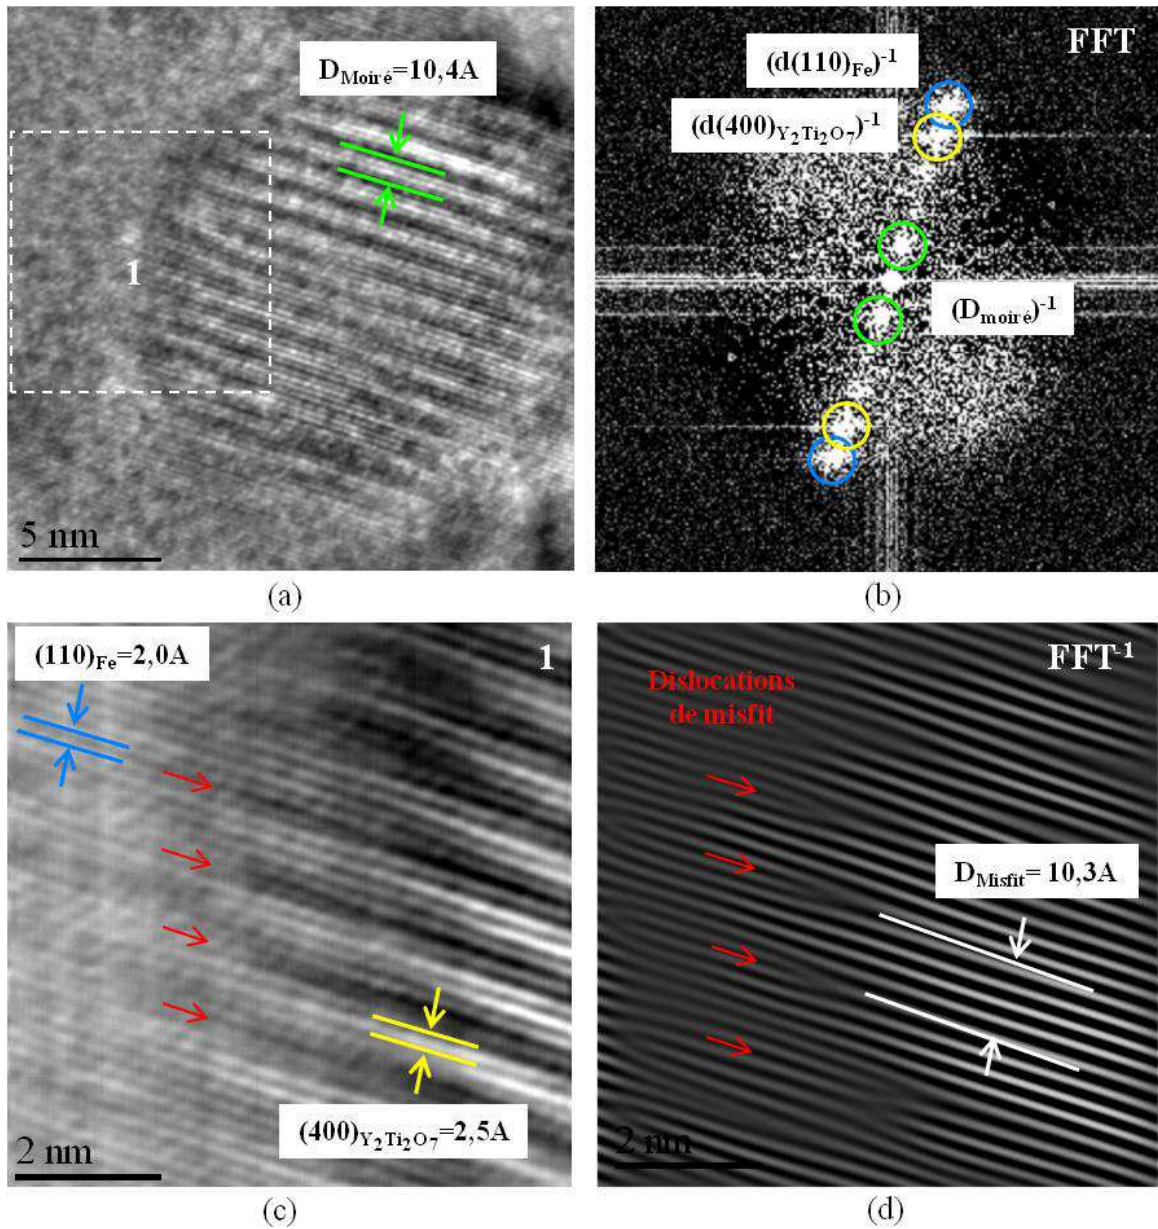 D_Moiré=10,4A
1
5 nm
(a)
FFT
(d(110)_Fe)^-1
(d(400)_Y₂Ti₂O₇)^-1
(D_moiré)^-1
(b)
(110)_Fe=2,0A
1
(400)_Y₂Ti₂O₇=2,5A
2 nm
(c)
FFT^-1
Dislocations
de misfit
D_Misfit= 10,3A
2 nm
(d)